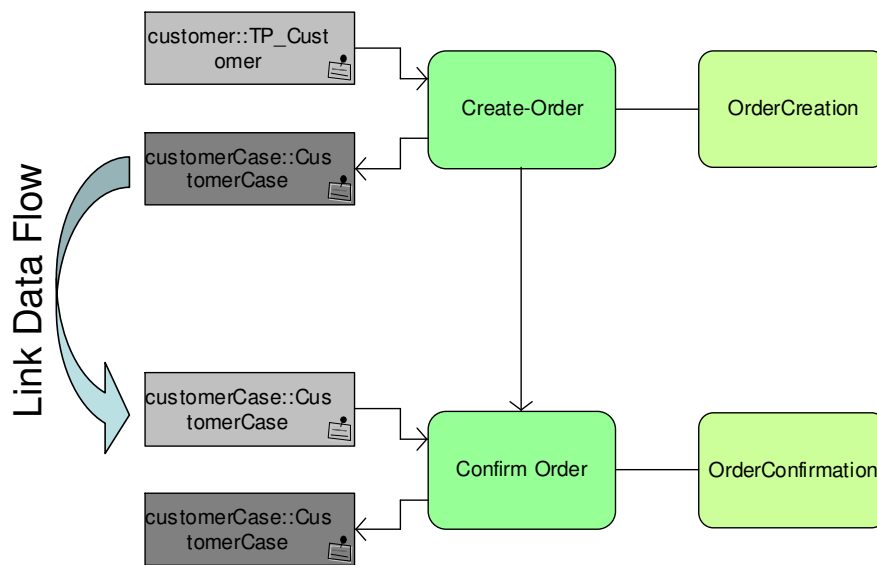 customer::TP_Cust
omer
Create-Order
OrderCreation
customerCase::Cus
tomerCase
Link Data Flow
customerCase::Cus
tomerCase
Confirm Order
OrderConfirmation
customerCase::Cus
tomerCase